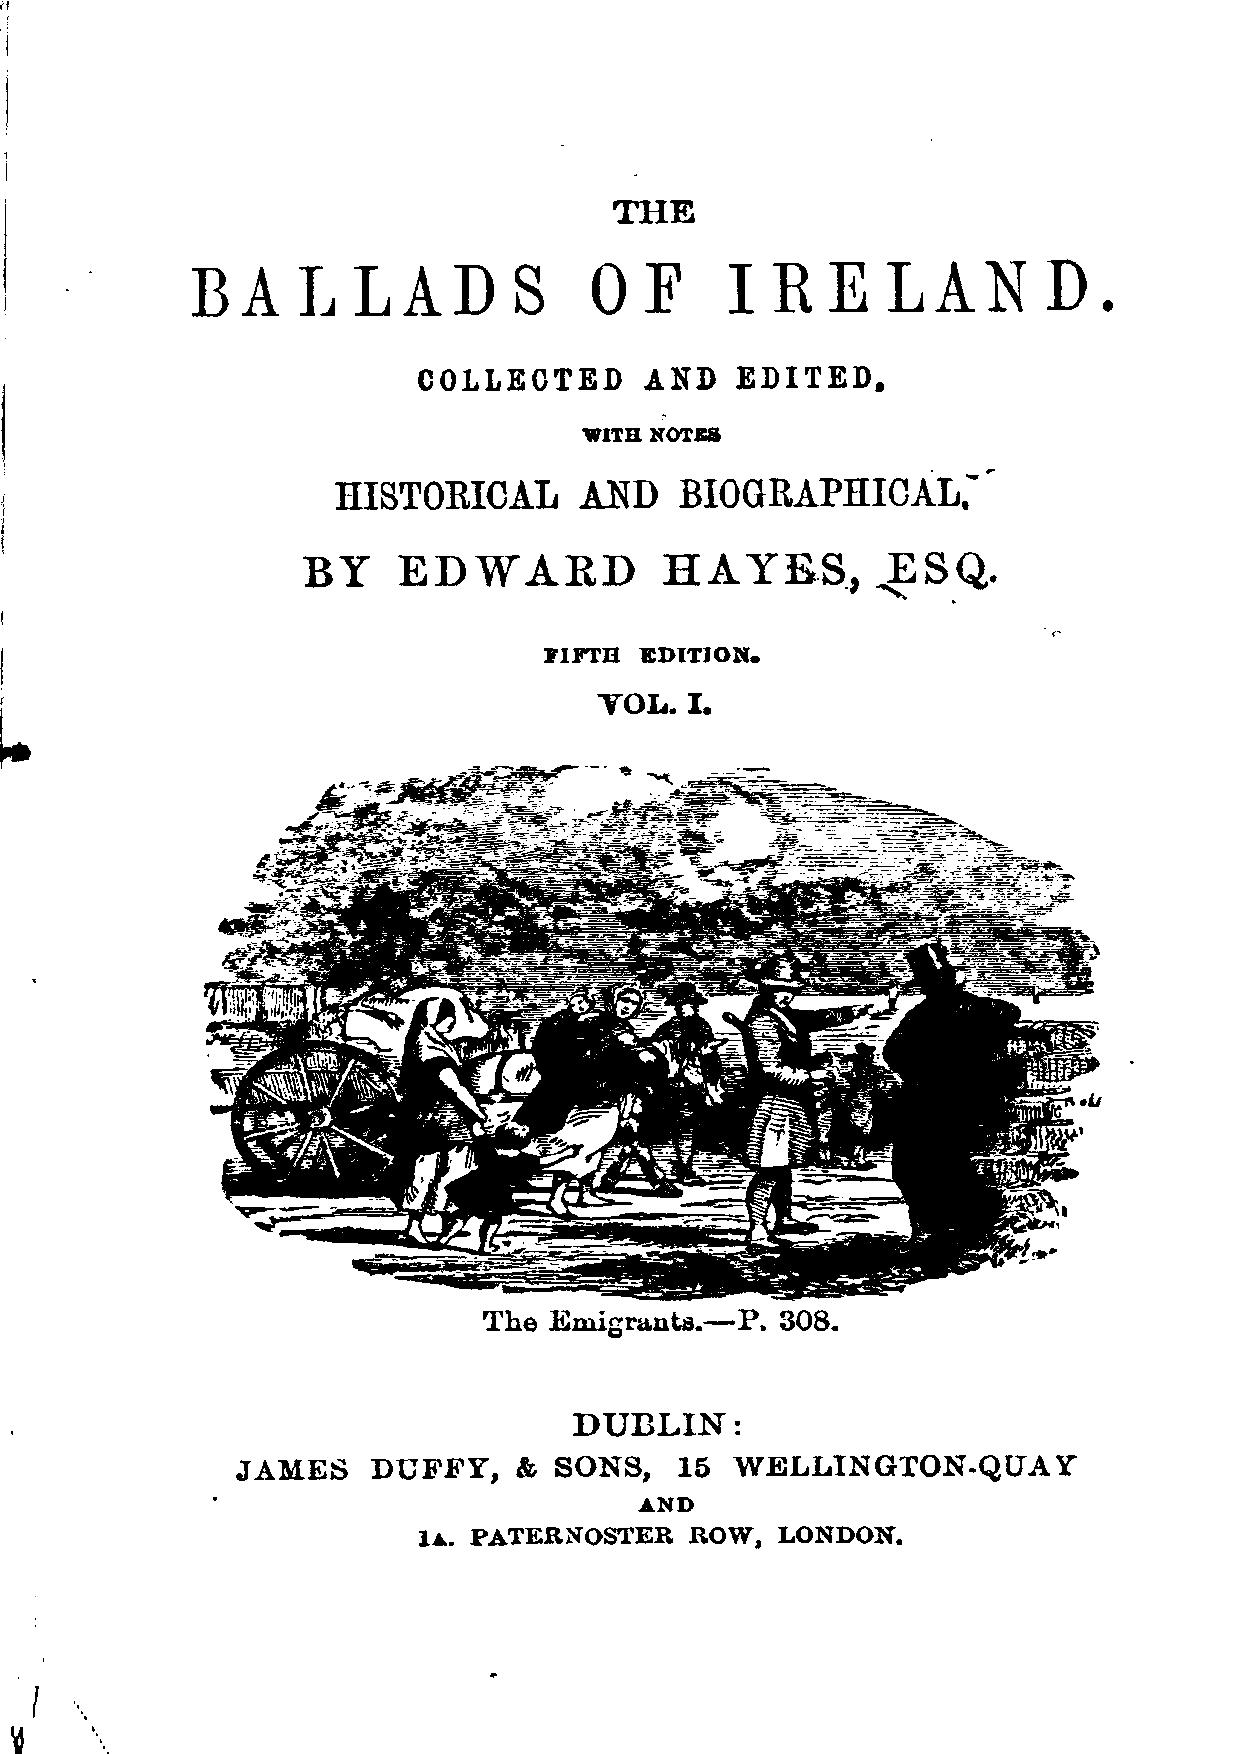 THE
BALLADS OF IRELAND.
COLLECTED AND EDITED.
WITH NOTES
HISTORICAL AND BIOGRAPHICAL.
BY EDWARD HAYES, ESQ.
FIFTH EDITION.
VOL. I.
The Emigrants.—P. 308.
DUBLIN:
JAMES DUFFY, & SONS, 15 WELLINGTON-QUAY
AND
1A. PATERNOSTER ROW, LONDON.